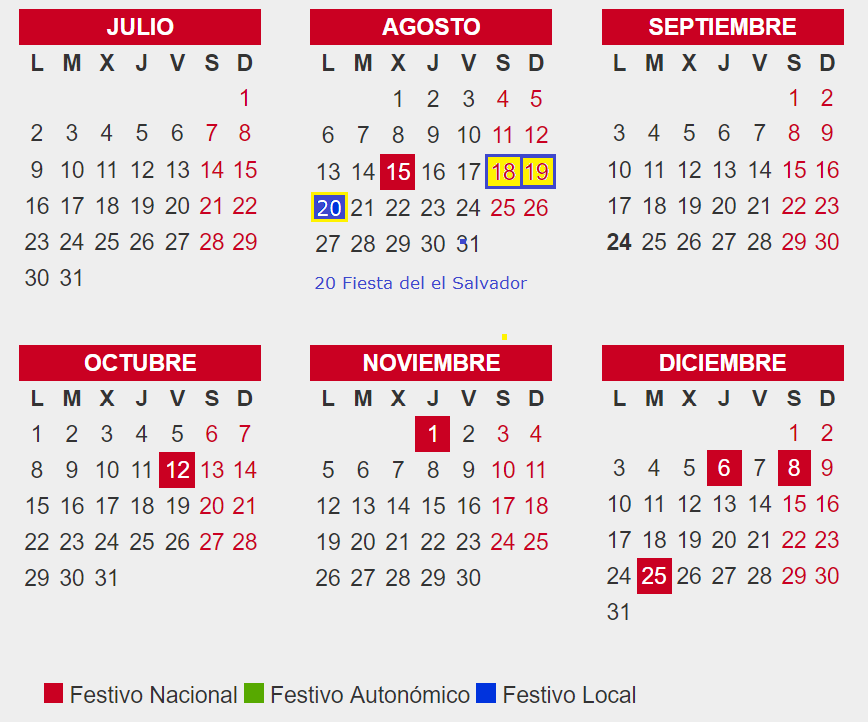 JULIO AGOSTO SEPTIEMBRE
L M X J V S D L M X J V S D L M X J V S D
1 1 2 3 4 5 1 2
2 3 4 5 6 7 8 6 7 8 9 10 11 12 3 4 5 6 7 8 9
9 10 11 12 13 14 15 13 14 15 16 17 18 19 10 11 12 13 14 15 16
16 17 18 19 20 21 22 20 21 22 23 24 25 26 17 18 19 20 21 22 23
23 24 25 26 27 28 29 27 28 29 30 31 24 25 26 27 28 29 30
30 31
20 Fiesta del el Salvador
OCTUBRE NOVIEMBRE DICIEMBRE
L M X J V S D L M X J V S D L M X J V S D
1 2 3 4 5 6 7 1 2 3 4 1 2
8 9 10 11 12 13 14 5 6 7 8 9 10 11 3 4 5 6 7 8 9
15 16 17 18 19 20 21 12 13 14 15 16 17 18 10 11 12 13 14 15 16
22 23 24 25 26 27 28 19 20 21 22 23 24 25 17 18 19 20 21 22 23
29 30 31 26 27 28 29 30 24 25 26 27 28 29 30
31
Festivo Nacional Festivo Autonómico Festivo Local